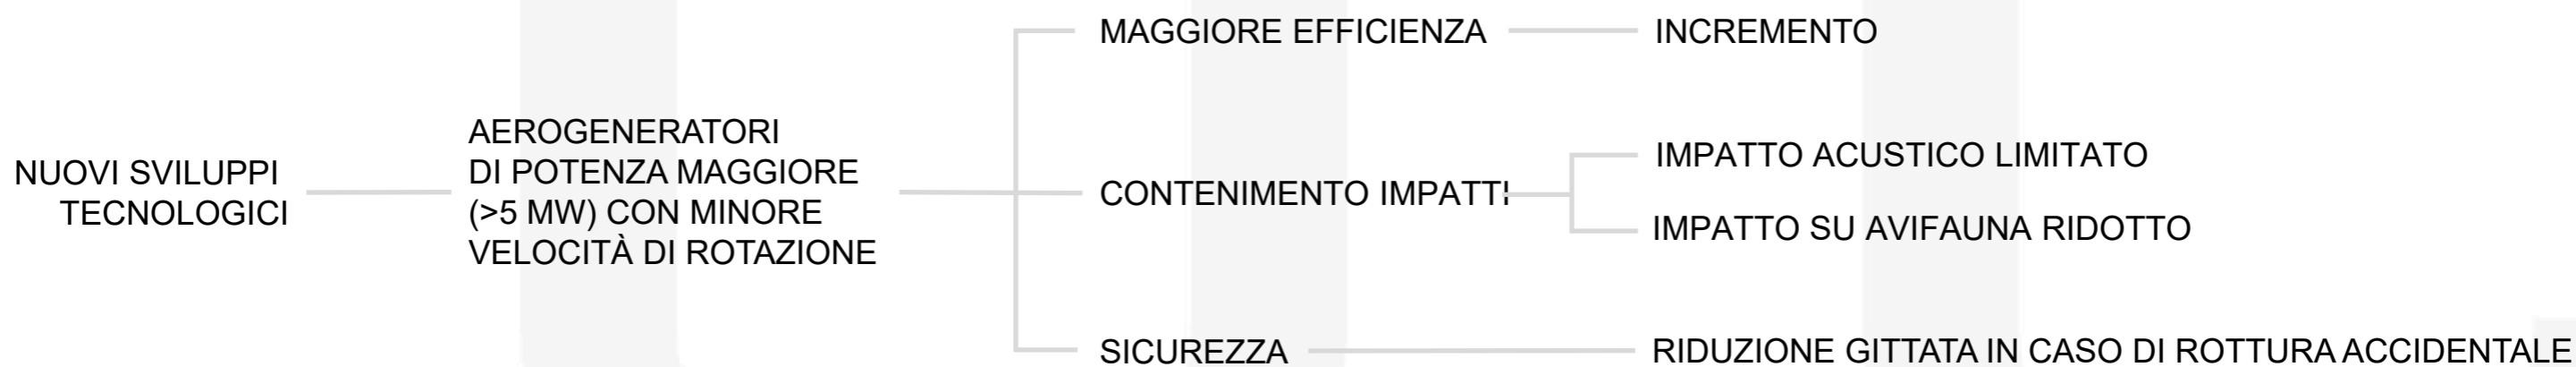 NUOVI SVILUPPI
TECNOLOGICI
AEROGENERATORI
DI POTENZA MAGGIORE
(>5 MW) CON MINORE
VELOCITÀ DI ROTAZIONE
MAGGIORE EFFICIENZA
INCREMENTO
CONTENIMENTO IMPATTI
IMPATTO ACUSTICO LIMITATO
IMPATTO SU AVIFAUNA RIDOTTO
SICUREZZA
RIDUZIONE GITTATA IN CASO DI ROTTURA ACCIDENTALE